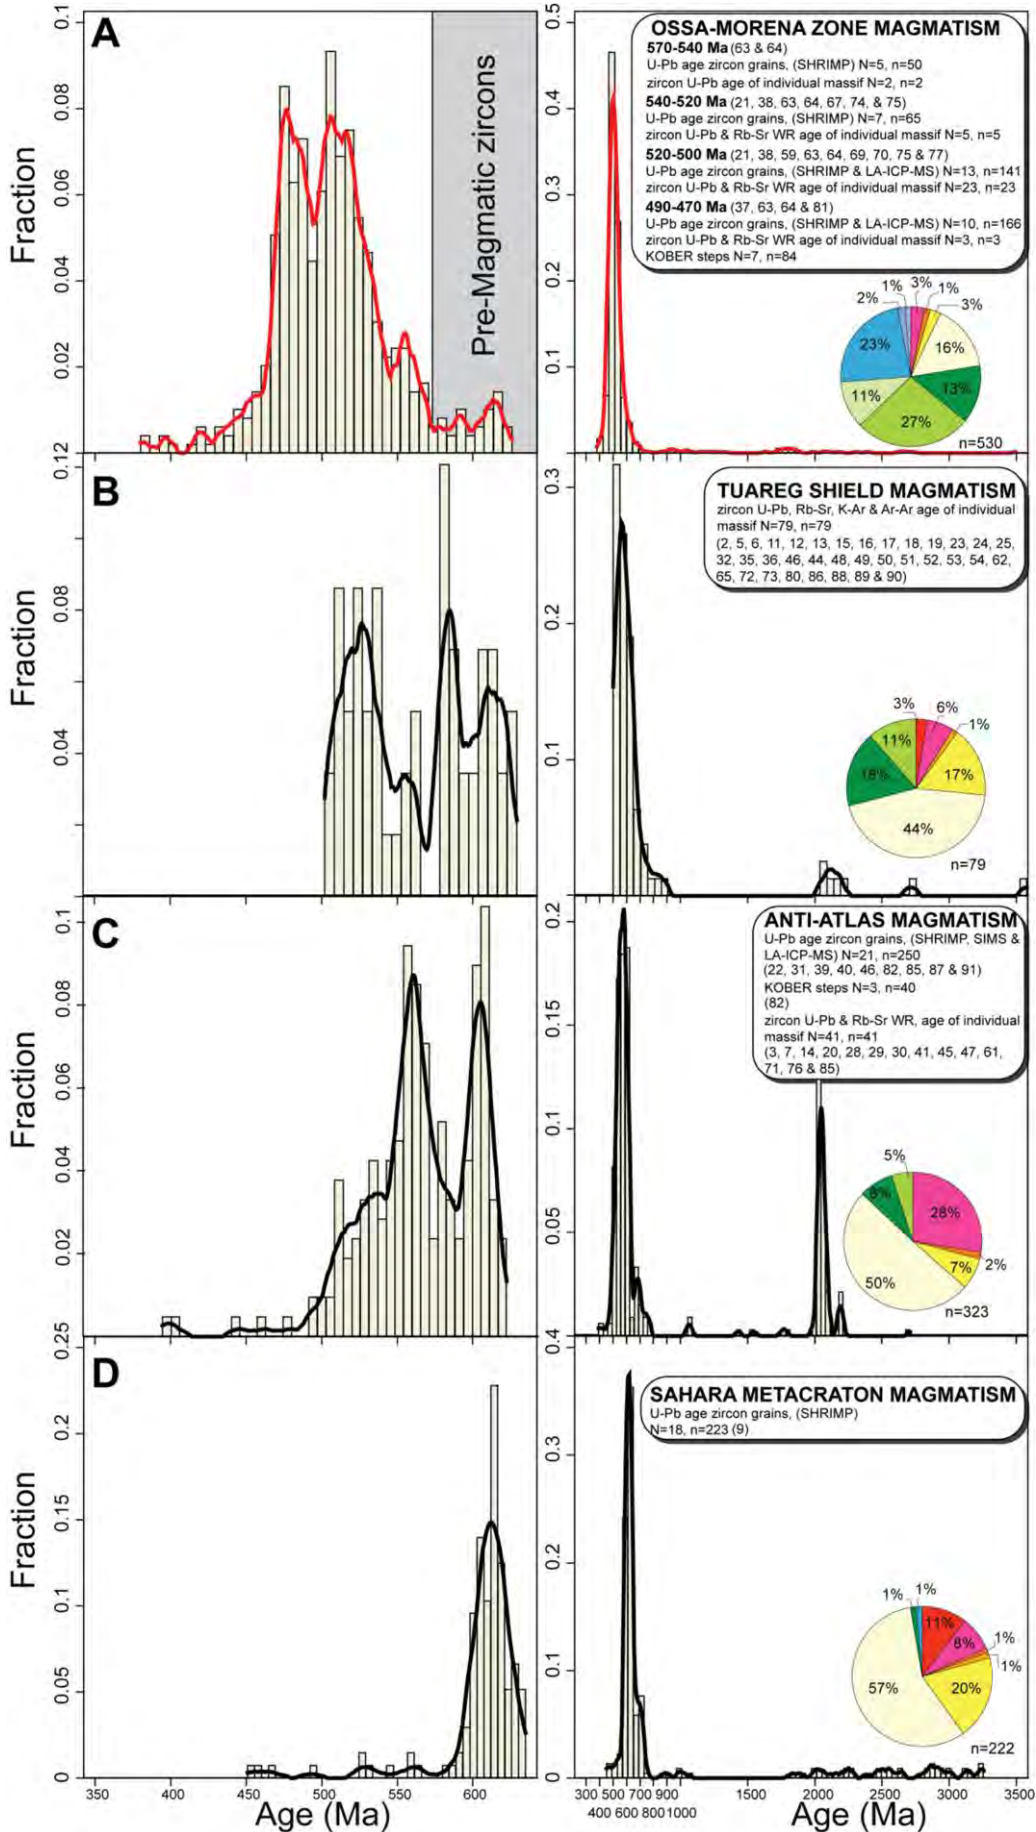 A
Fraction
0.1
0.08
0.06
0.04
0.02
0.12
Pre-Magmatic zircons
0.5
0.4
0.3
0.2
0.1
OSSA-MORENA ZONE MAGMATISM
570-540 Ma (63 & 64)
U-Pb age zircon grains, (SHRIMP) N=5, n=50
zircon U-Pb age of individual massif N=2, n=2
540-520 Ma (21, 38, 63, 64, 67, 74, & 75)
U-Pb age zircon grains, (SHRIMP) N=7, n=65
zircon U-Pb & Rb-Sr WR age of individual massif N=5, n=5
520-500 Ma (21, 38, 59, 63, 64, 69, 70, 75 & 77)
U-Pb age zircon grains, (SHRIMP & LA-ICP-MS) N=13, n=141
zircon U-Pb & Rb-Sr WR age of individual massif N=23, n=23
490-470 Ma (37, 63, 64 & 81)
U-Pb age zircon grains, (SHRIMP & LA-ICP-MS) N=10, n=166
zircon U-Pb & Rb-Sr WR age of individual massif N=3, n=3
KOBER steps N=7, n=84
2%
1%
3%
1%
3%
16%
13%
27%
11%
23%
n=530
B
Fraction
0.08
0.04
0.3
0.2
0.1
TUAREG SHIELD MAGMATISM
zircon U-Pb, Rb-Sr, K-Ar & Ar-Ar age of individual
massif N=79, n=79
(2, 5, 6, 11, 12, 13, 15, 16, 17, 18, 19, 23, 24, 25,
32, 35, 36, 46, 44, 48, 49, 50, 51, 52, 53, 54, 62,
65, 72, 73, 80, 86, 88, 89 & 90)
300
500
1000
1500
2000
2500
3000
3500
400 600 800
3%
6%
1%
17%
44%
18%
11%
n=79
C
Fraction
0.1
0.08
0.06
0.04
0.02
0.25
0.2
0.15
0.1
0.05
0.4
ANTI-ATLAS MAGMATISM
U-Pb age zircon grains, (SHRIMP, SIMS &
LA-ICP-MS) N=21, n=250
(22, 31, 39, 40, 46, 82, 85, 87 & 91)
KOBER steps N=3, n=40
(82)
zircon U-Pb & Rb-Sr WR, age of individual
massif N=41, n=41
(3, 7, 14, 20, 28, 29, 30, 41, 45, 47, 61,
71, 76 & 85)
5%
8%
28%
2%
7%
50%
n=323
D
Fraction
0.2
0.15
0.1
0.05
0
0.3
0.2
0.1
0
SAHARA METACRATON MAGMATISM
U-Pb age zircon grains, (SHRIMP)
N=18, n=223 (9)
1%
1%
11%
8%
1%
1%
20%
57%
n=222
350
400
450
500
550
600
Age (Ma)
300 500
400 600 800 1000
1500
2000
2500
3000
3500
Age (Ma)